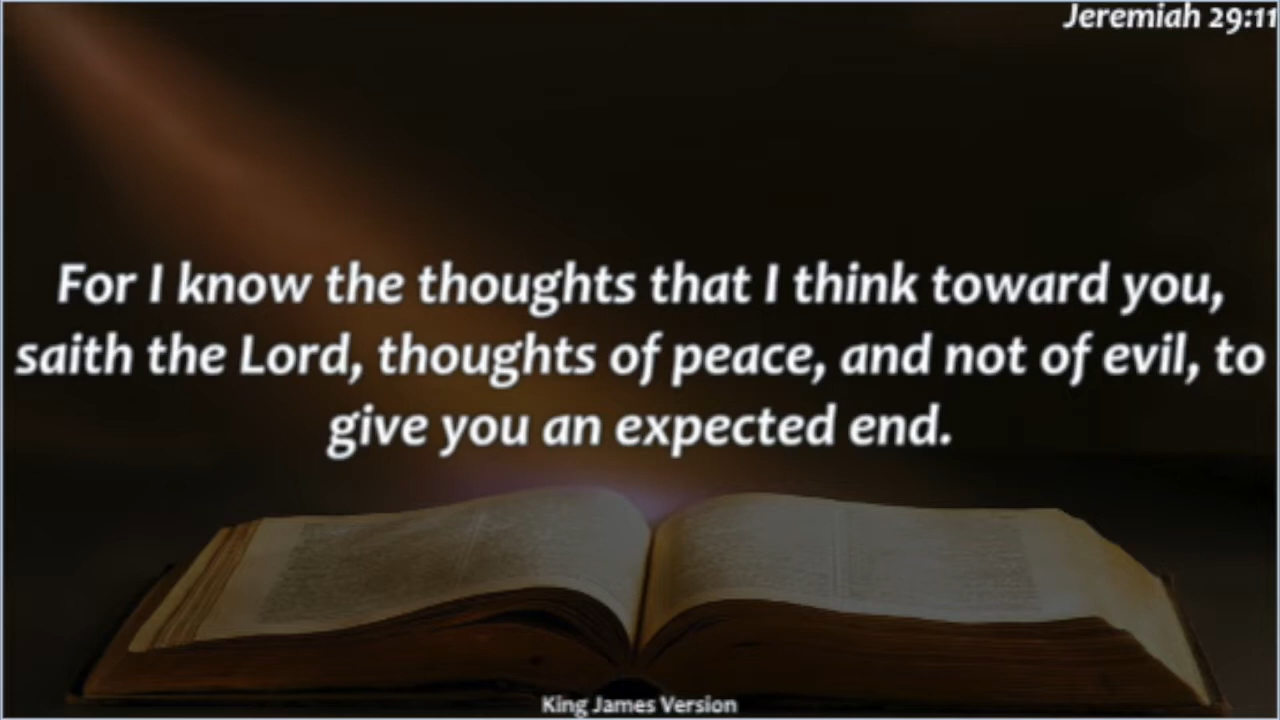 Jeremiah 29:11
For I know the thoughts that I think toward you,
saith the Lord, thoughts of peace, and not of evil, to
give you an expected end.
King James Version